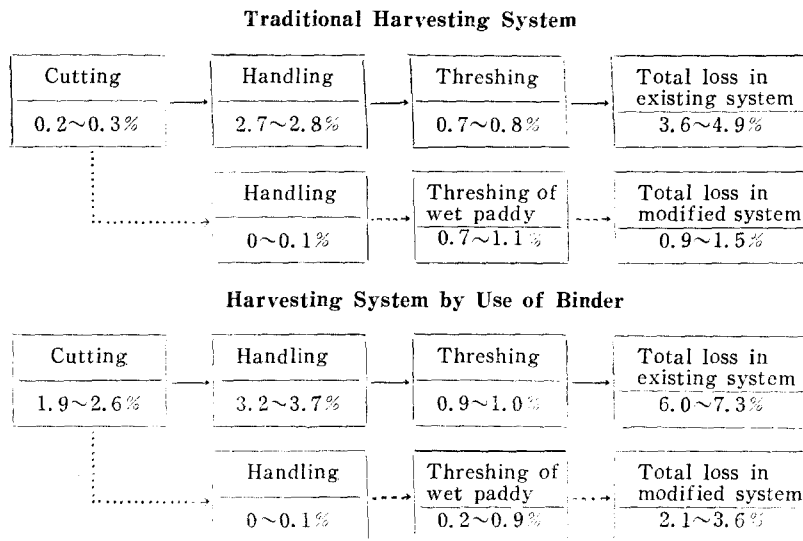 Traditional Harvesting System
Cutting
0.2~0.3%
Handling
2.7~2.8%
Threshing
0.7~0.8%
Total loss in
existing system
3.6~4.9%
Handling
0~0.1%
Threshing of
wet paddy
0.7~1.1%
Total loss in
modified system
0.9~1.5%
Harvesting System by Use of Binder
Cutting
1.9~2.6%
Handling
3.2~3.7%
Threshing
0.9~1.0%
Total loss in
existing system
6.0~7.3%
Handling
0~0.1%
Threshing of
wet paddy
0.2~0.9%
Total loss in
modified system
2.1~3.6%